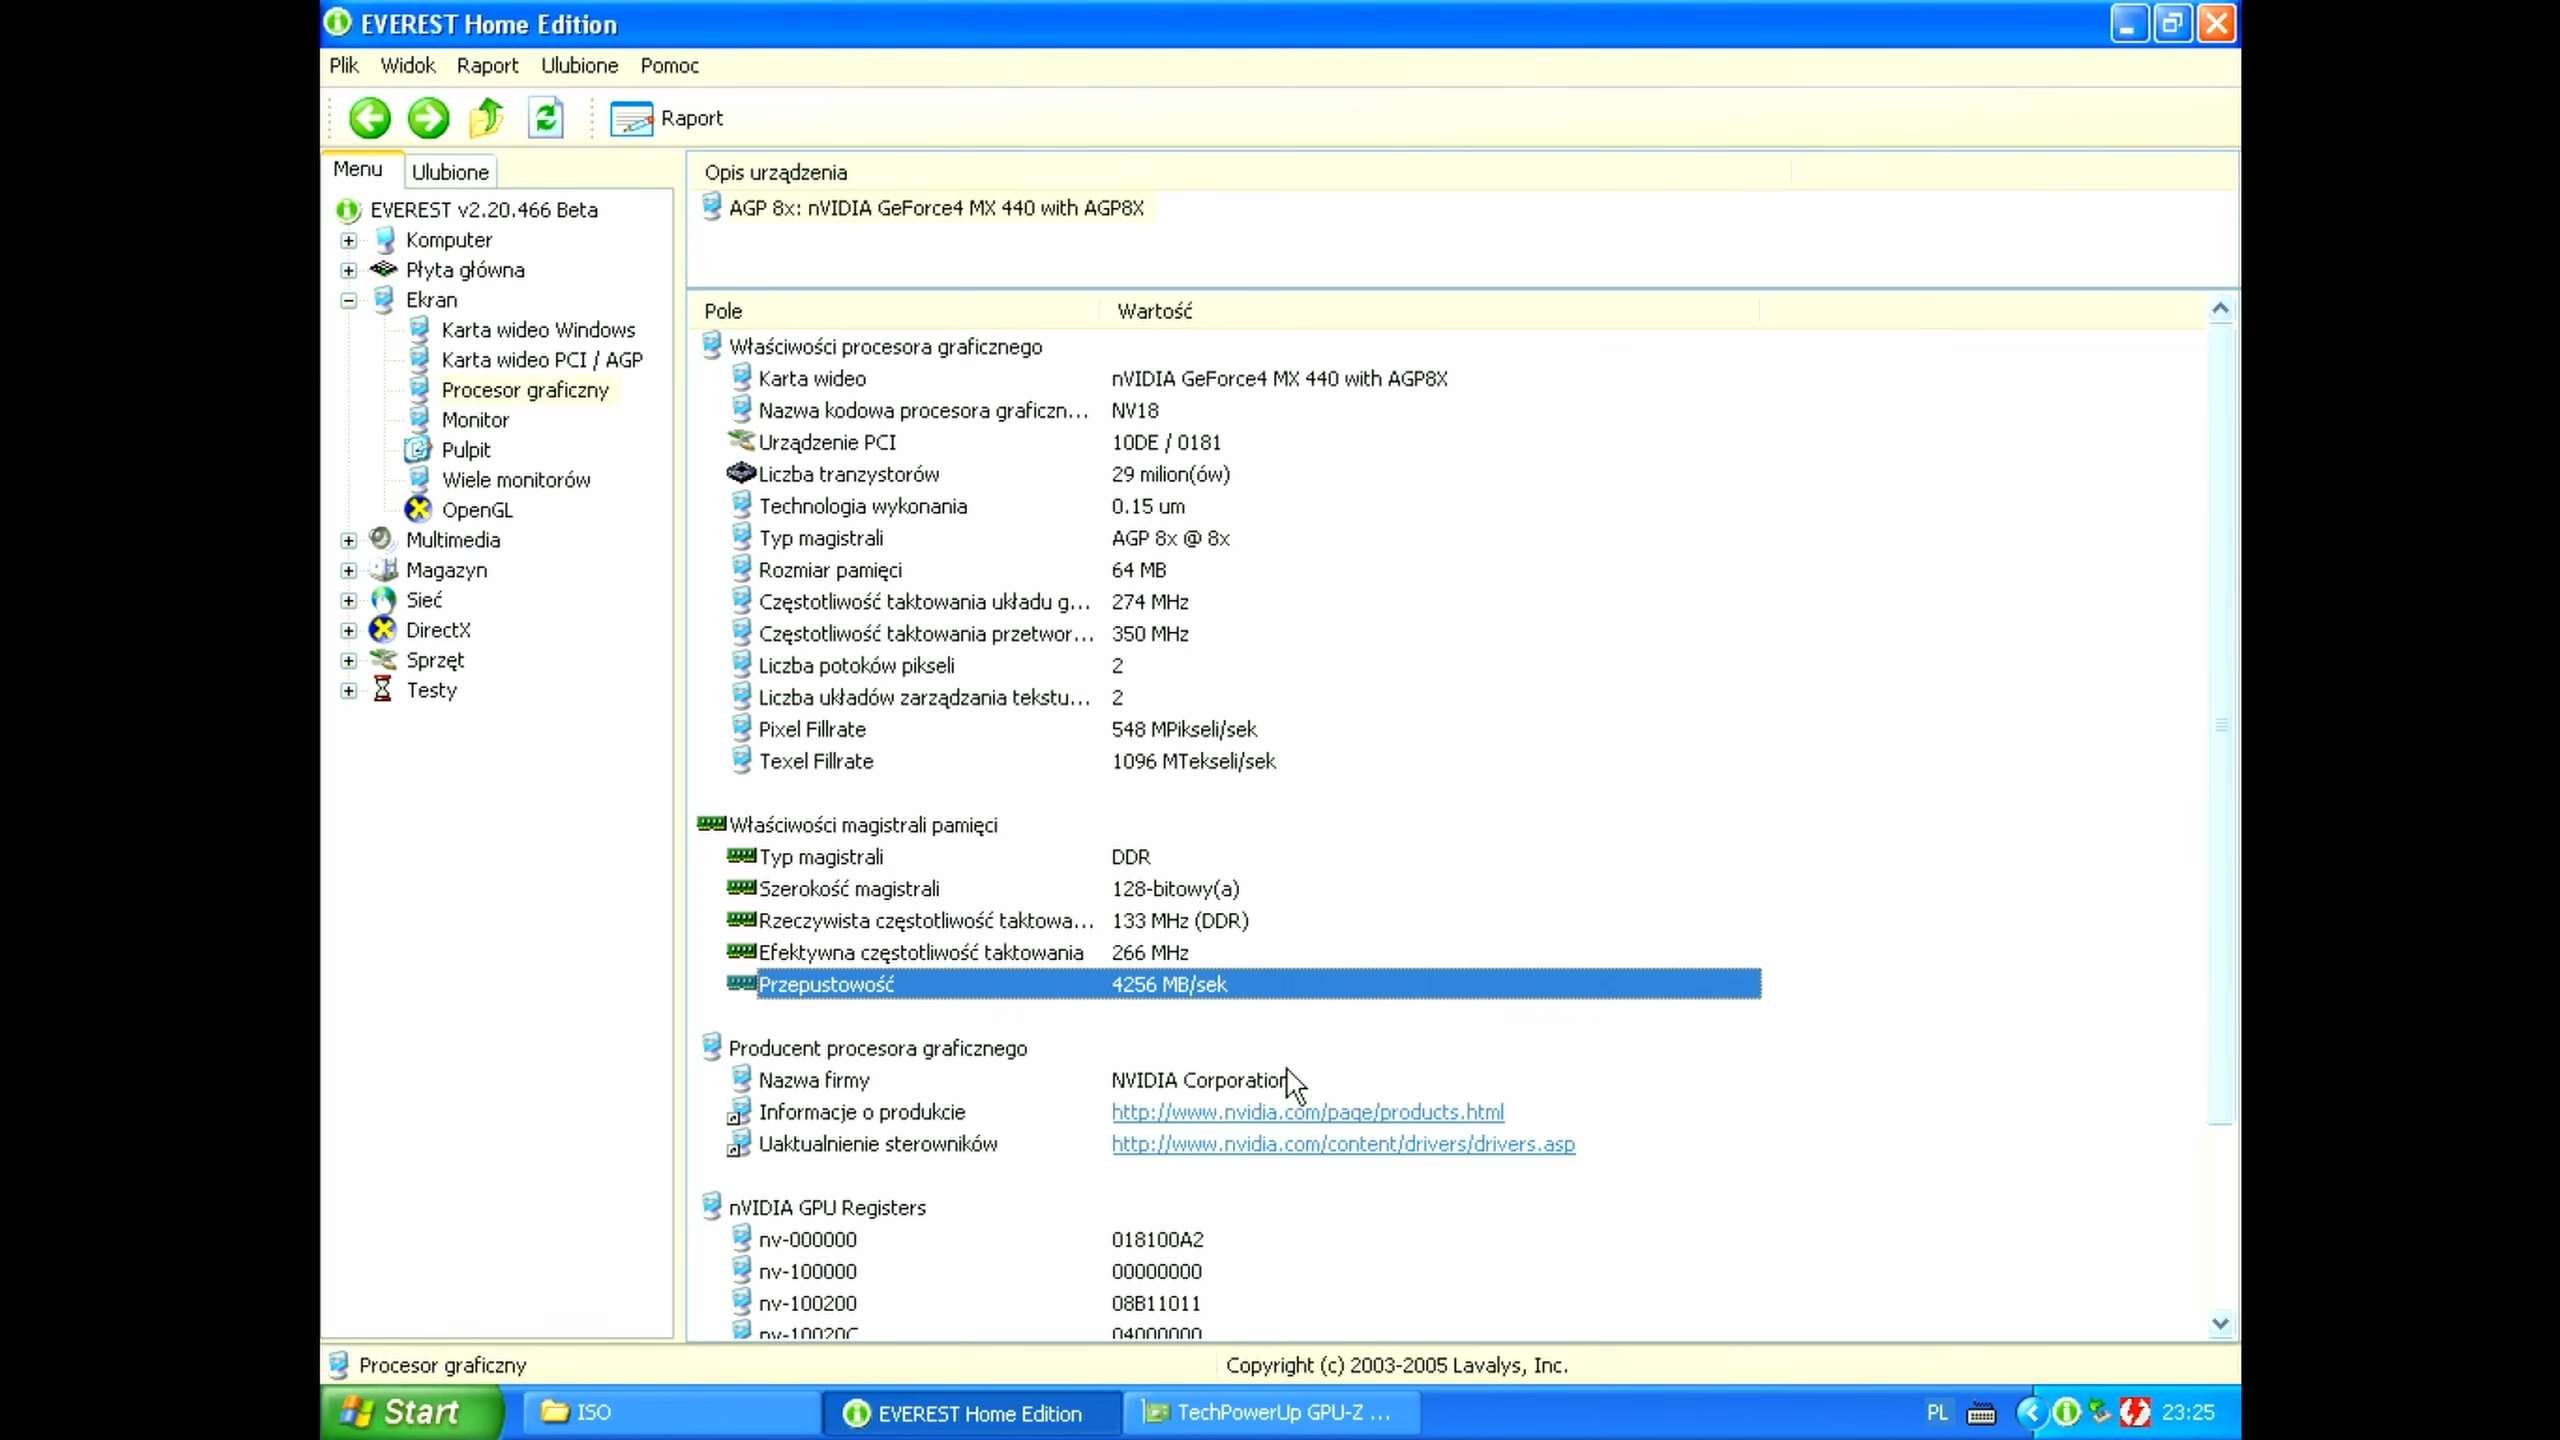 EVEREST Home Edition
Plik Widok Raport Ulubione Pomoc
Raport
Menu Ulubione
EVEREST v2.20.466 Beta
Komputer
Płyta główna
Ekran
Karta wideo Windows
Karta wideo PCI / AGP
Procesor graficzny
Monitor
Pulpit
Wiele monitorów
OpenGL
Multimedia
Magazyn
Sieć
DirectX
Sprzęt
Testy
Opis urządzenia
AGP 8x: nVIDIA GeForce4 MX 440 with AGP8X
Pole Wartość
Właściwości procesora graficznego
Karta wideo nVIDIA GeForce4 MX 440 with AGP8X
Nazwa kodowa procesora graficzn... NV18
Urządzenie PCI 10DE / 0181
Liczba tranzystorów 29 milion(ów)
Technologia wykonania 0.15 um
Typ magistrali AGP 8x @ 8x
Rozmiar pamięci 64 MB
Częstotliwość taktowania układu g... 274 MHz
Częstotliwość taktowania przetwor... 350 MHz
Liczba potoków pikseli 2
Liczba układów zarządzania tekstu... 2
Pixel Fillrate 548 MPikseli/sek
Texel Fillrate 1096 MTekseli/sek
Właściwości magistrali pamięci
Typ magistrali DDR
Szerokość magistrali 128-bitowy(a)
Rzeczywista częstotliwość taktowa... 133 MHz (DDR)
Efektywna częstotliwość taktowania 266 MHz
Przepustowość 4256 MB/sek
Producent procesora graficznego
Nazwa firmy NVIDIA Corporation
Informacje o produkcie http://www.nvidia.com/page/products.html
Uaktualnienie sterowników http://www.nvidia.com/content/drivers/drivers.asp
nVIDIA GPU Registers
nv-000000 018100A2
nv-100000 00000000
nv-100200 08B11011
nv-10020C 04000000
Procesor graficzny Copyright (c) 2003-2005 Lavalys, Inc.
Start ISO EVEREST Home Edition TechPowerUp GPU-Z ... PL 23:25